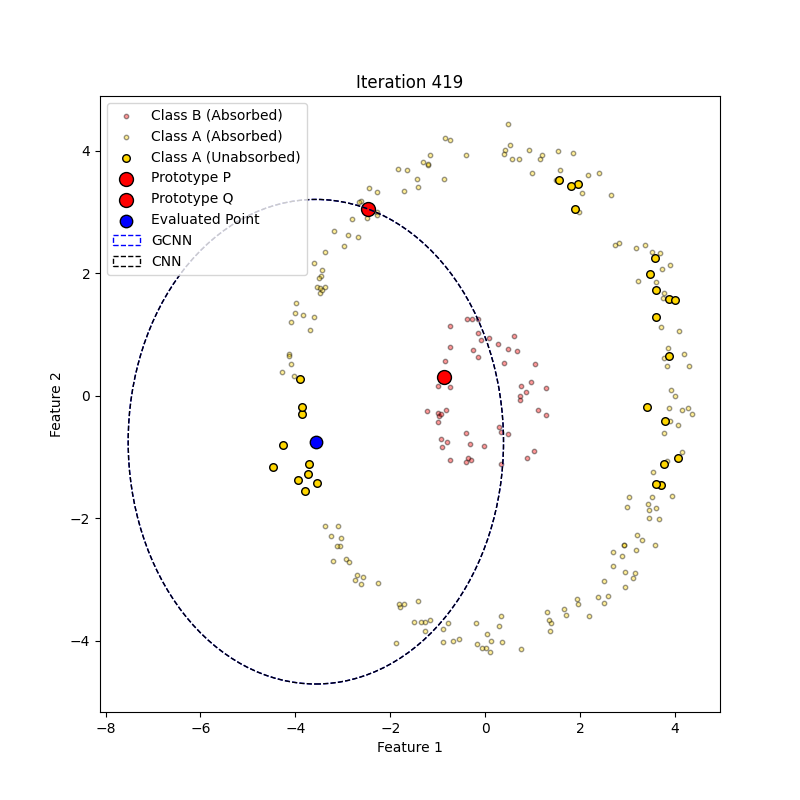 Iteration 419
Class B (Absorbed)
Class A (Absorbed)
Class A (Unabsorbed)
Prototype P
Prototype Q
Evaluated Point
GCNN
CNN
4
2
0
−2
−4
Feature 2
−8 −6 −4 −2 0 2 4
Feature 1